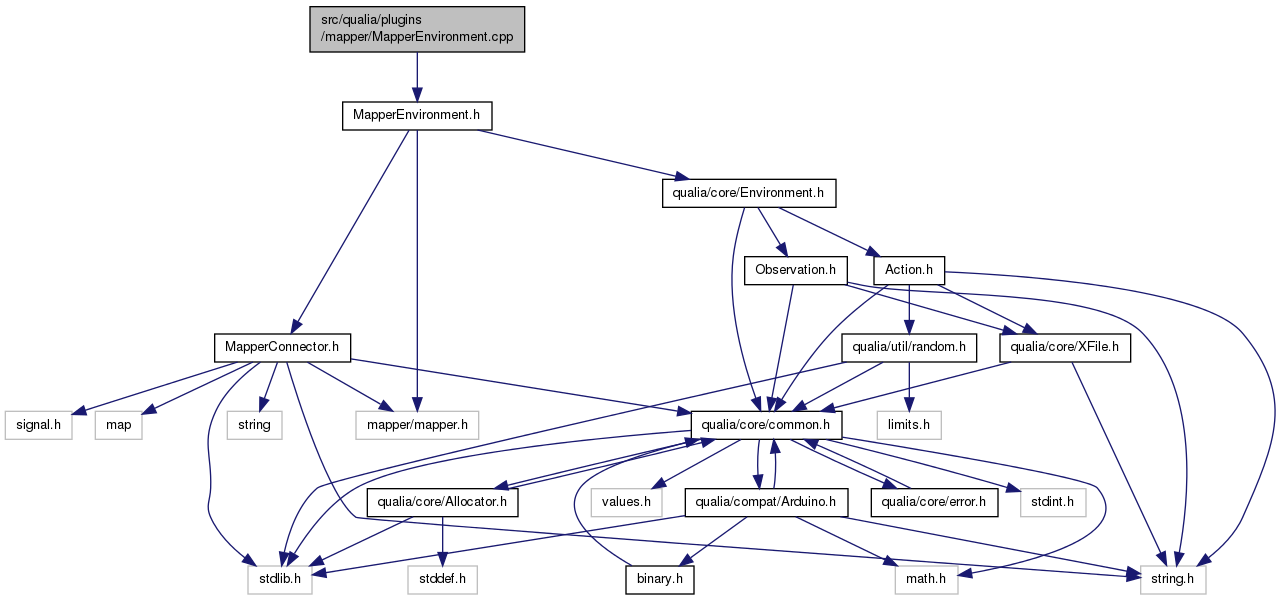 src/qualia/plugins
/mapper/MapperEnvironment.cpp
MapperEnvironment.h
qualia/core/Environment.h
Observation.h
Action.h
MapperConnector.h
qualia/util/random.h
qualia/core/XFile.h
signal.h
map
string
mapper/mapper.h
qualia/core/common.h
limits.h
qualia/core/Allocator.h
values.h
qualia/compat/Arduino.h
qualia/core/error.h
stdint.h
stdlib.h
stddef.h
binary.h
math.h
string.h